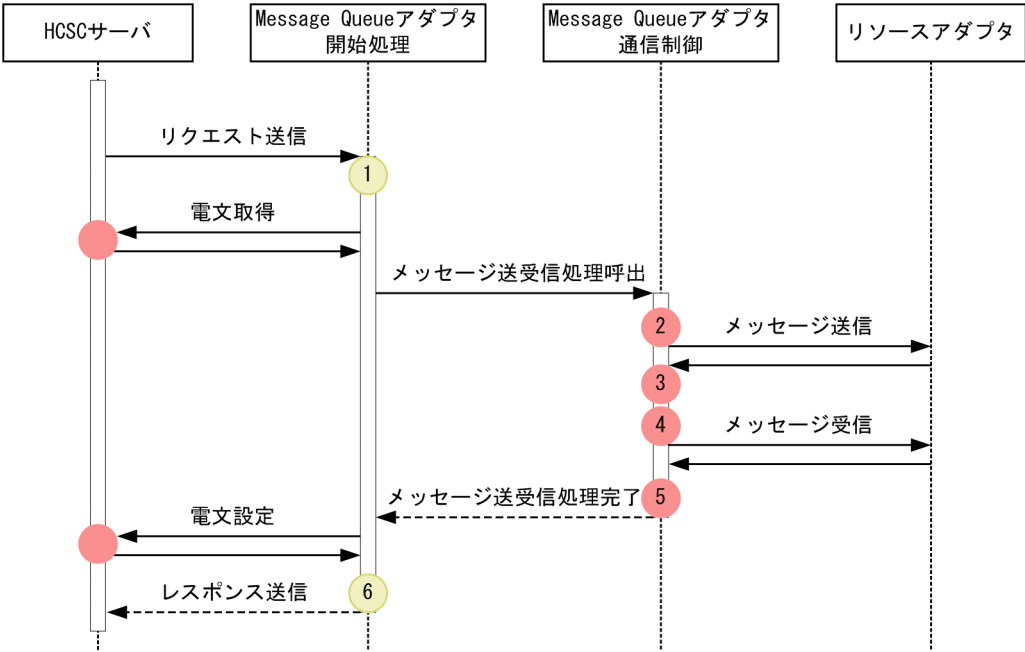 HCSCサーバ
Message Queueアダプタ
開始処理
Message Queueアダプタ
通信制御
リソースアダプタ
リクエスト送信
1
電文取得
メッセージ送受信処理呼出
2
メッセージ送信
3
4
メッセージ受信
メッセージ送受信処理完了
5
電文設定
レスポンス送信
6